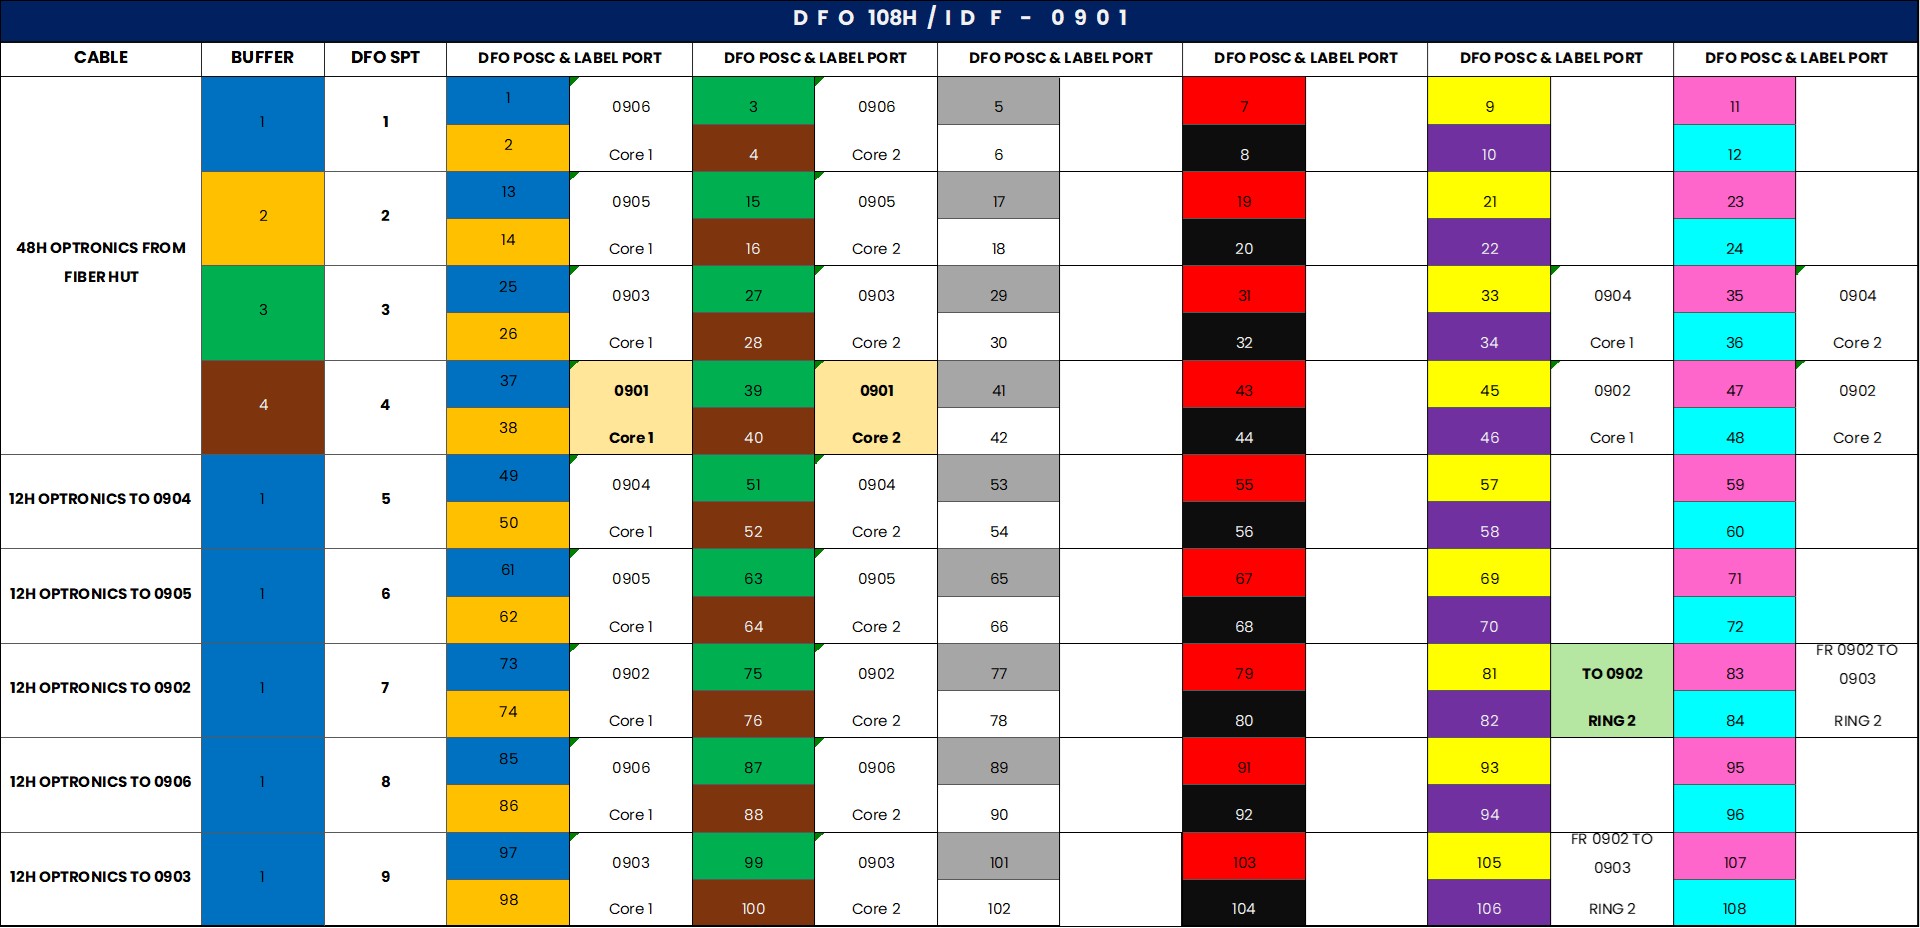 DFO 108H / IDF - 0901
CABLE BUFFER DFO SPT DFO POSC & LABEL PORT DFO POSC & LABEL PORT DFO POSC & LABEL PORT DFO POSC & LABEL PORT DFO POSC & LABEL PORT DFO POSC & LABEL PORT
48H OPTRONICS FROM
FIBER HUT
1 1 1 0906 3 0906 5 7 9 11
2 Core 1 4 Core 2 6 8 10 12
2 2 13 0905 15 0905 17 19 21 23
14 Core 1 16 Core 2 18 20 22 24
3 3 25 0903 27 0903 29 31 33 0904 35 0904
26 Core 1 28 Core 2 30 32 34 Core 1 36 Core 2
4 4 37 0901 39 0901 41 43 45 0902 47 0902
38 Core 1 40 Core 2 42 44 46 Core 1 48 Core 2
12H OPTRONICS TO 0904 1 5 49 0904 51 0904 53 55 57 59
50 Core 1 52 Core 2 54 56 58 60
12H OPTRONICS TO 0905 1 6 61 0905 63 0905 65 67 69 71
62 Core 1 64 Core 2 66 68 70 72
12H OPTRONICS TO 0902 1 7 73 0902 75 0902 77 79 81 TO 0902 83 FR 0902 TO
0903
74 Core 1 76 Core 2 78 80 82 RING 2 84 RING 2
12H OPTRONICS TO 0906 1 8 85 0906 87 0906 89 91 93 95
86 Core 1 88 Core 2 90 92 94 96
12H OPTRONICS TO 0903 1 9 97 0903 99 0903 101 103 105 FR 0902 TO
0903 107
98 Core 1 100 Core 2 102 104 106 RING 2 108